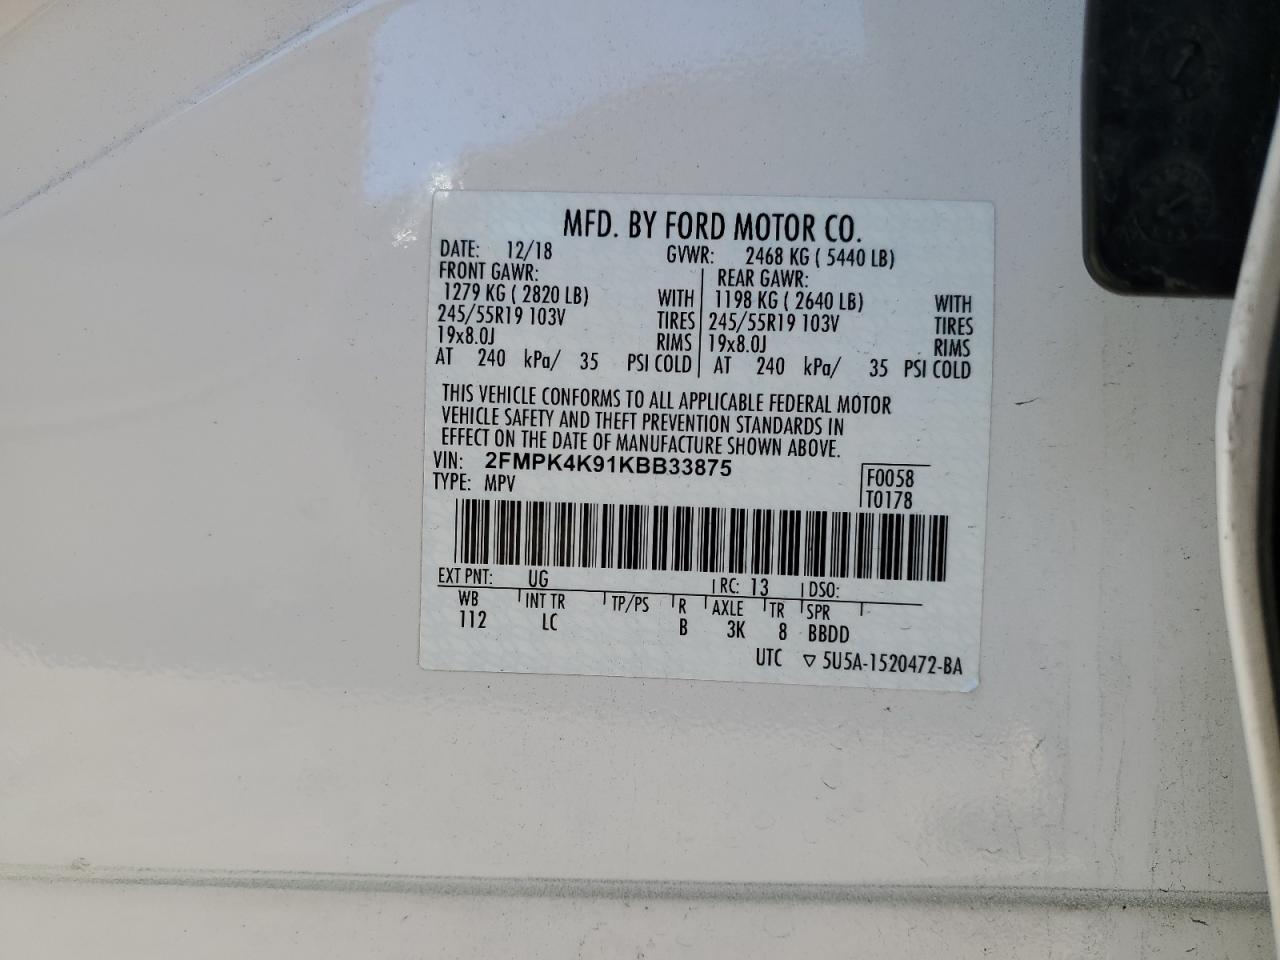 MFD. BY FORD MOTOR CO.
DATE: 12/18 GVWR: 2468 KG ( 5440 LB)
FRONT GAWR: REAR GAWR:
1279 KG ( 2820 LB) WITH 1198 KG ( 2640 LB) WITH
245/55R19 103V TIRES 245/55R19 103V TIRES
19x8.0J RIMS 19x8.0J RIMS
AT 240 kPa/ 35 PSI COLD AT 240 kPa/ 35 PSI COLD
THIS VEHICLE CONFORMS TO ALL APPLICABLE FEDERAL MOTOR
VEHICLE SAFETY AND THEFT PREVENTION STANDARDS IN
EFFECT ON THE DATE OF MANUFACTURE SHOWN ABOVE.
VIN: 2FMPK4K91KBB33875
TYPE: MPV
F0058
T0178
EXT PNT: UG RC: 13 DSO:
WB INT TR TP/PS R AXLE TR SPR
112 LC B 3K 8 BBDD
UTC ▽ 5U5A-1520472-BA